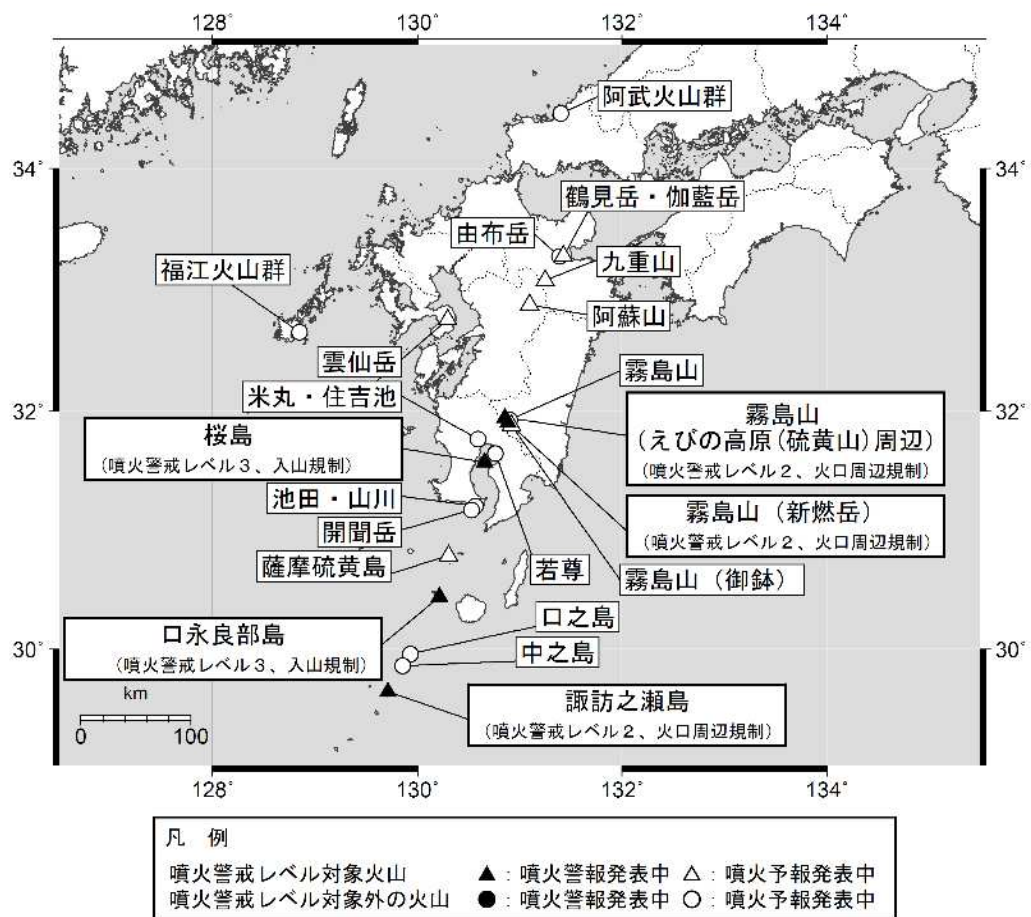 128° 130° 132° 134°
阿武火山群
34°
34°
鶴見岳・伽藍岳
由布岳
九重山
福江火山群
阿蘇山
雲仙岳
霧島山
米丸・住吉池
32°
32°
桜島
(噴火警戒レベル3、入山規制)
霧島山
(えびの高原(硫黄山)周辺)
(噴火警戒レベル2、火口周辺規制)
池田・山川
霧島山(新燃岳)
(噴火警戒レベル2、火口周辺規制)
開聞岳
薩摩硫黄島
若尊
霧島山(御鉢)
口之島
口永良部島
(噴火警戒レベル3、入山規制)
中之島
30°
30°
km
0 100
諏訪之瀬島
(噴火警戒レベル2、火口周辺規制)
128° 130° 132° 134°
凡 例
噴火警戒レベル対象火山 ▲:噴火警報発表中 △:噴火予報発表中
噴火警戒レベル対象外の火山 ●:噴火警報発表中 ○:噴火予報発表中